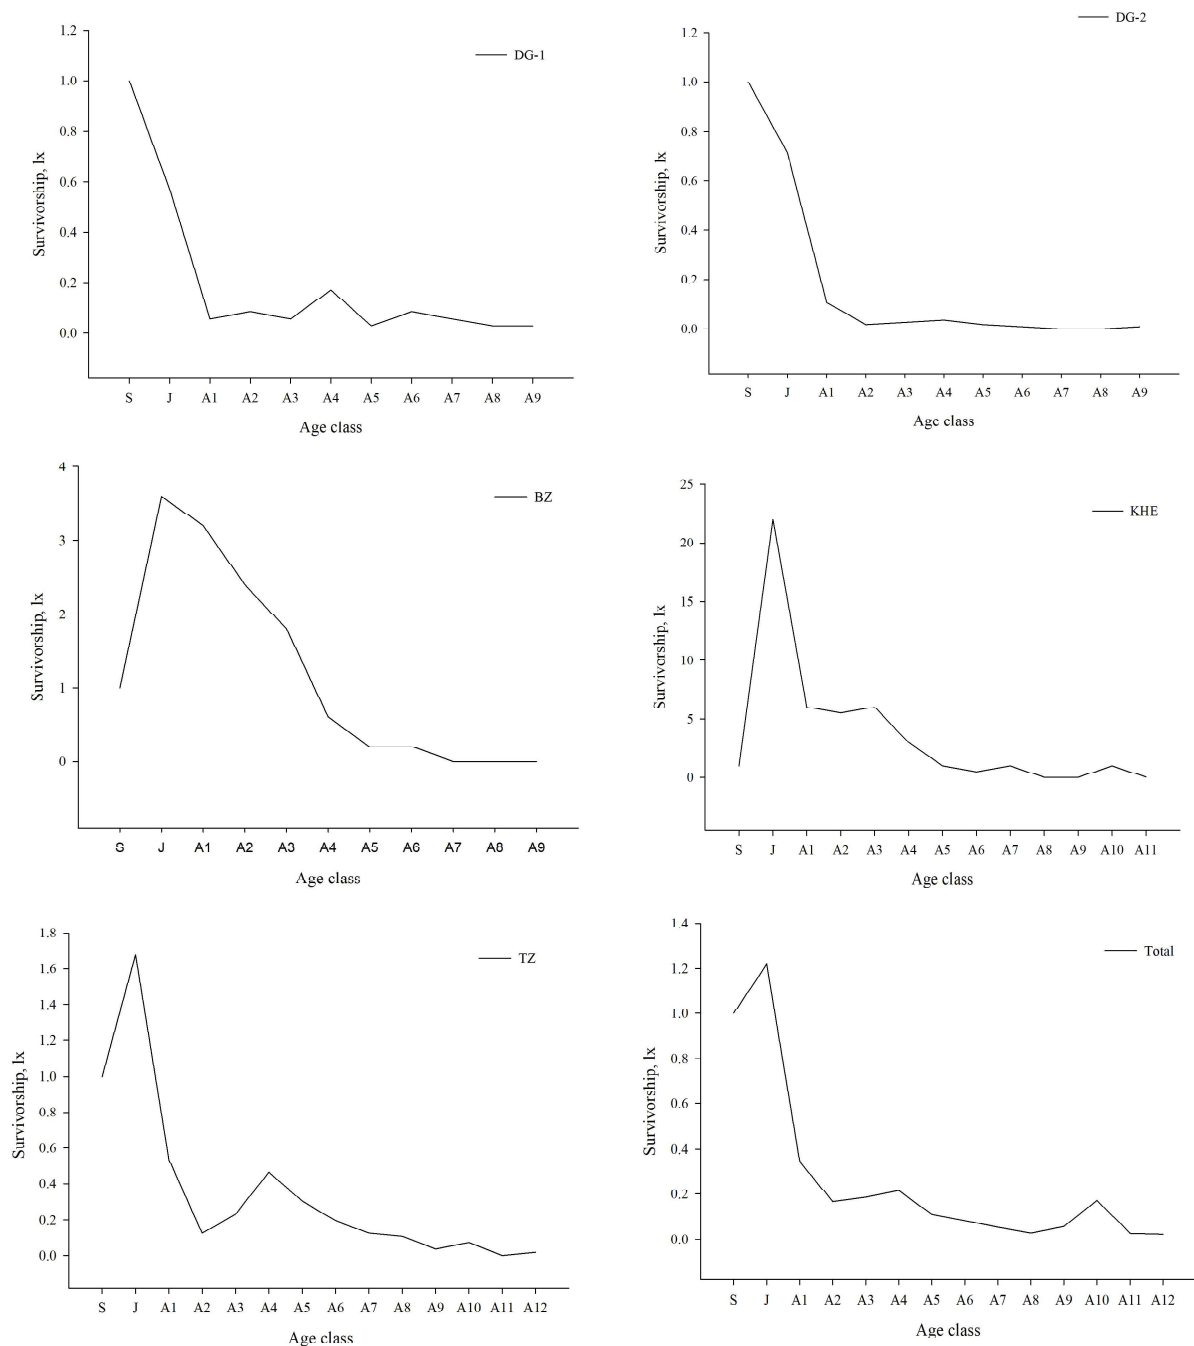 DG-1
1.2
1.0
0.8
0.6
0.4
0.2
0.0
Survivorship, lx
S J A1 A2 A3 A4 A5 A6 A7 A8 A9
Age class
DG-2
1.2
1.0
0.8
0.6
0.4
0.2
0.0
Survivorship, lx
S J A1 A2 A3 A4 A5 A6 A7 A8 A9
Age class
BZ
4
3
2
1
0
Survivorship, lx
S J A1 A2 A3 A4 A5 A6 A7 A8 A9
Age class
KHE
25
20
15
10
5
0
Survivorship, lx
S J A1 A2 A3 A4 A5 A6 A7 A8 A9 A10 A11
Age class
TZ
1.8
1.6
1.4
1.2
1.0
0.8
0.6
0.4
0.2
0.0
Survivorship, lx
S J A1 A2 A3 A4 A5 A6 A7 A8 A9 A10 A11 A12
Age class
Total
1.4
1.2
1.0
0.8
0.6
0.4
0.2
0.0
Survivorship, lx
S J A1 A2 A3 A4 A5 A6 A7 A8 A9 A10 A11 A12
Age class